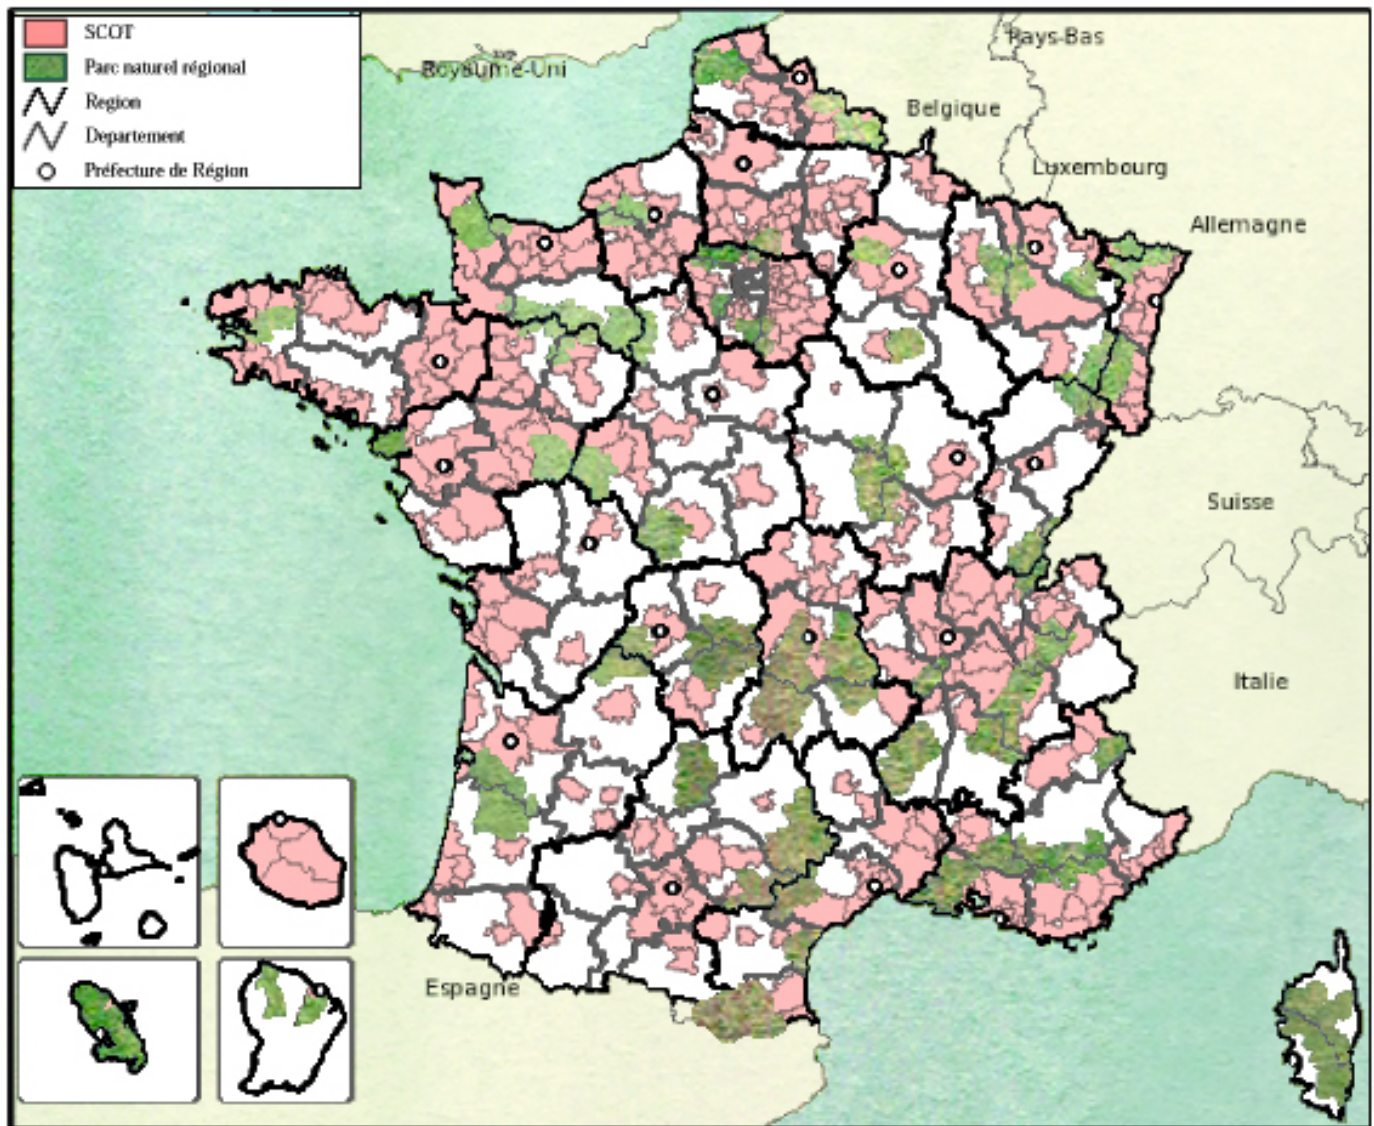 SCOT
Parc naturel régional
Region
Departement
Préfecture de Région
Royaume-Uni
Pays-Bas
Belgique
Luxembourg
Allemagne
Suisse
Italie
Espagne